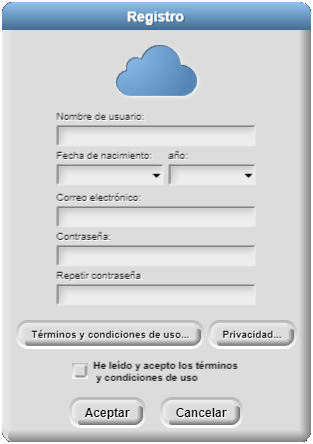 Registro
Nombre de usuario:
Fecha de nacimiento: año:
Correo electrónico:
Contraseña:
Repetir contraseña
Términos y condiciones de uso... Privacidad...
He leído y acepto los términos
y condiciones de uso
Aceptar Cancelar